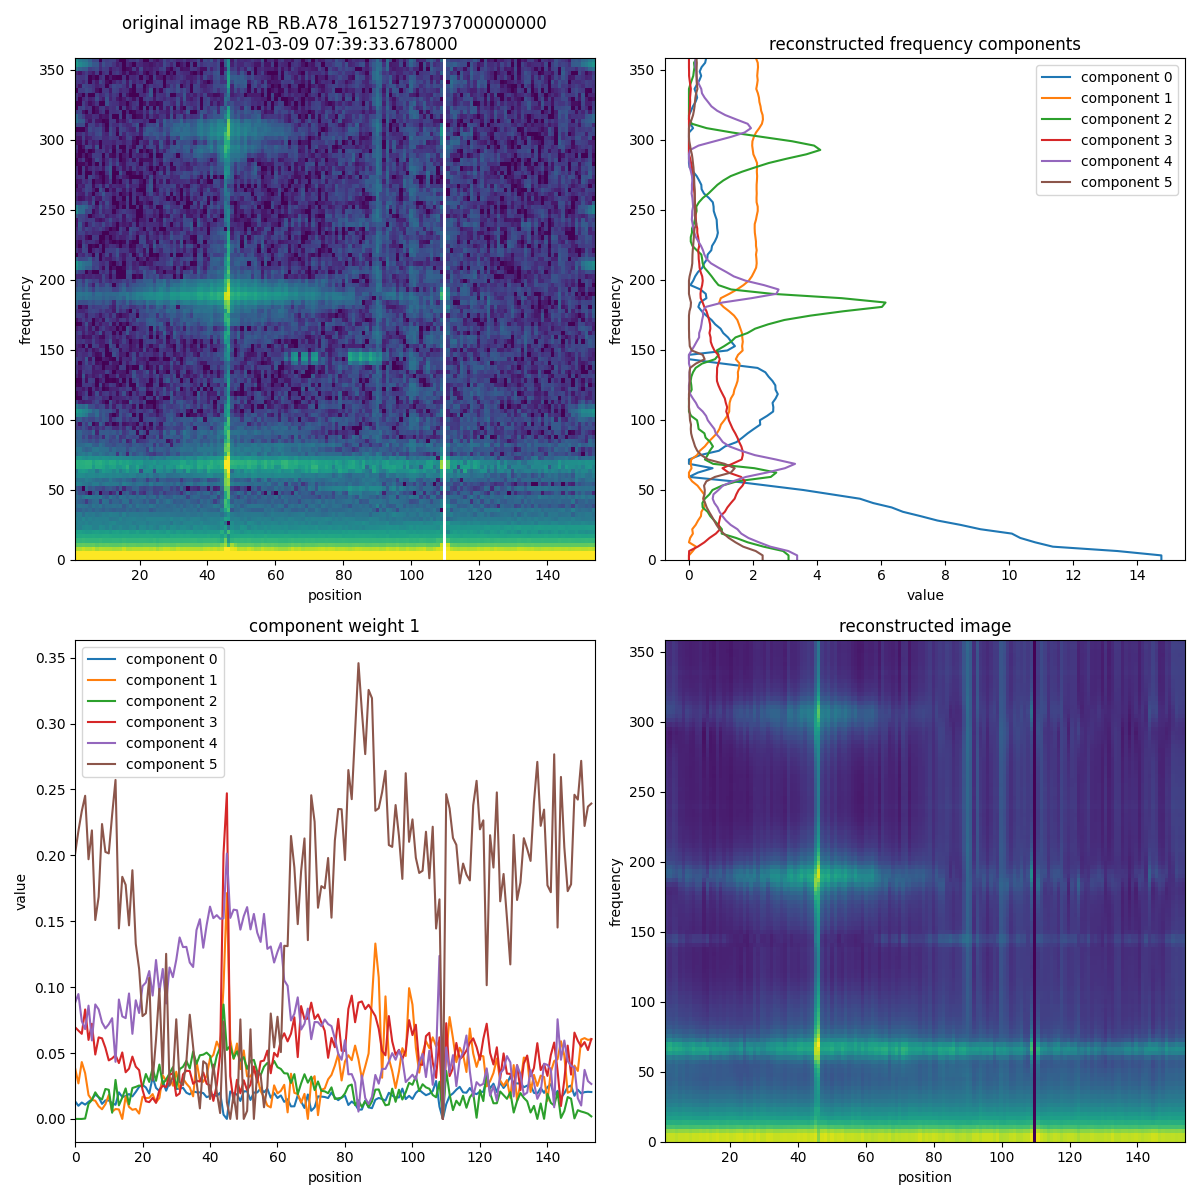 original image RB_RB.A78_1615271973700000000
2021-03-09 07:39:33.678000
frequency
350
300
250
200
150
100
50
0
20 40 60 80 100 120 140
position
reconstructed frequency components
frequency
350
300
250
200
150
100
50
0
component 0
component 1
component 2
component 3
component 4
component 5
0 2 4 6 8 10 12 14
value
component weight 1
value
0.35
0.30
0.25
0.20
0.15
0.10
0.05
0.00
component 0
component 1
component 2
component 3
component 4
component 5
0 20 40 60 80 100 120 140
position
reconstructed image
frequency
350
300
250
200
150
100
50
0
20 40 60 80 100 120 140
position